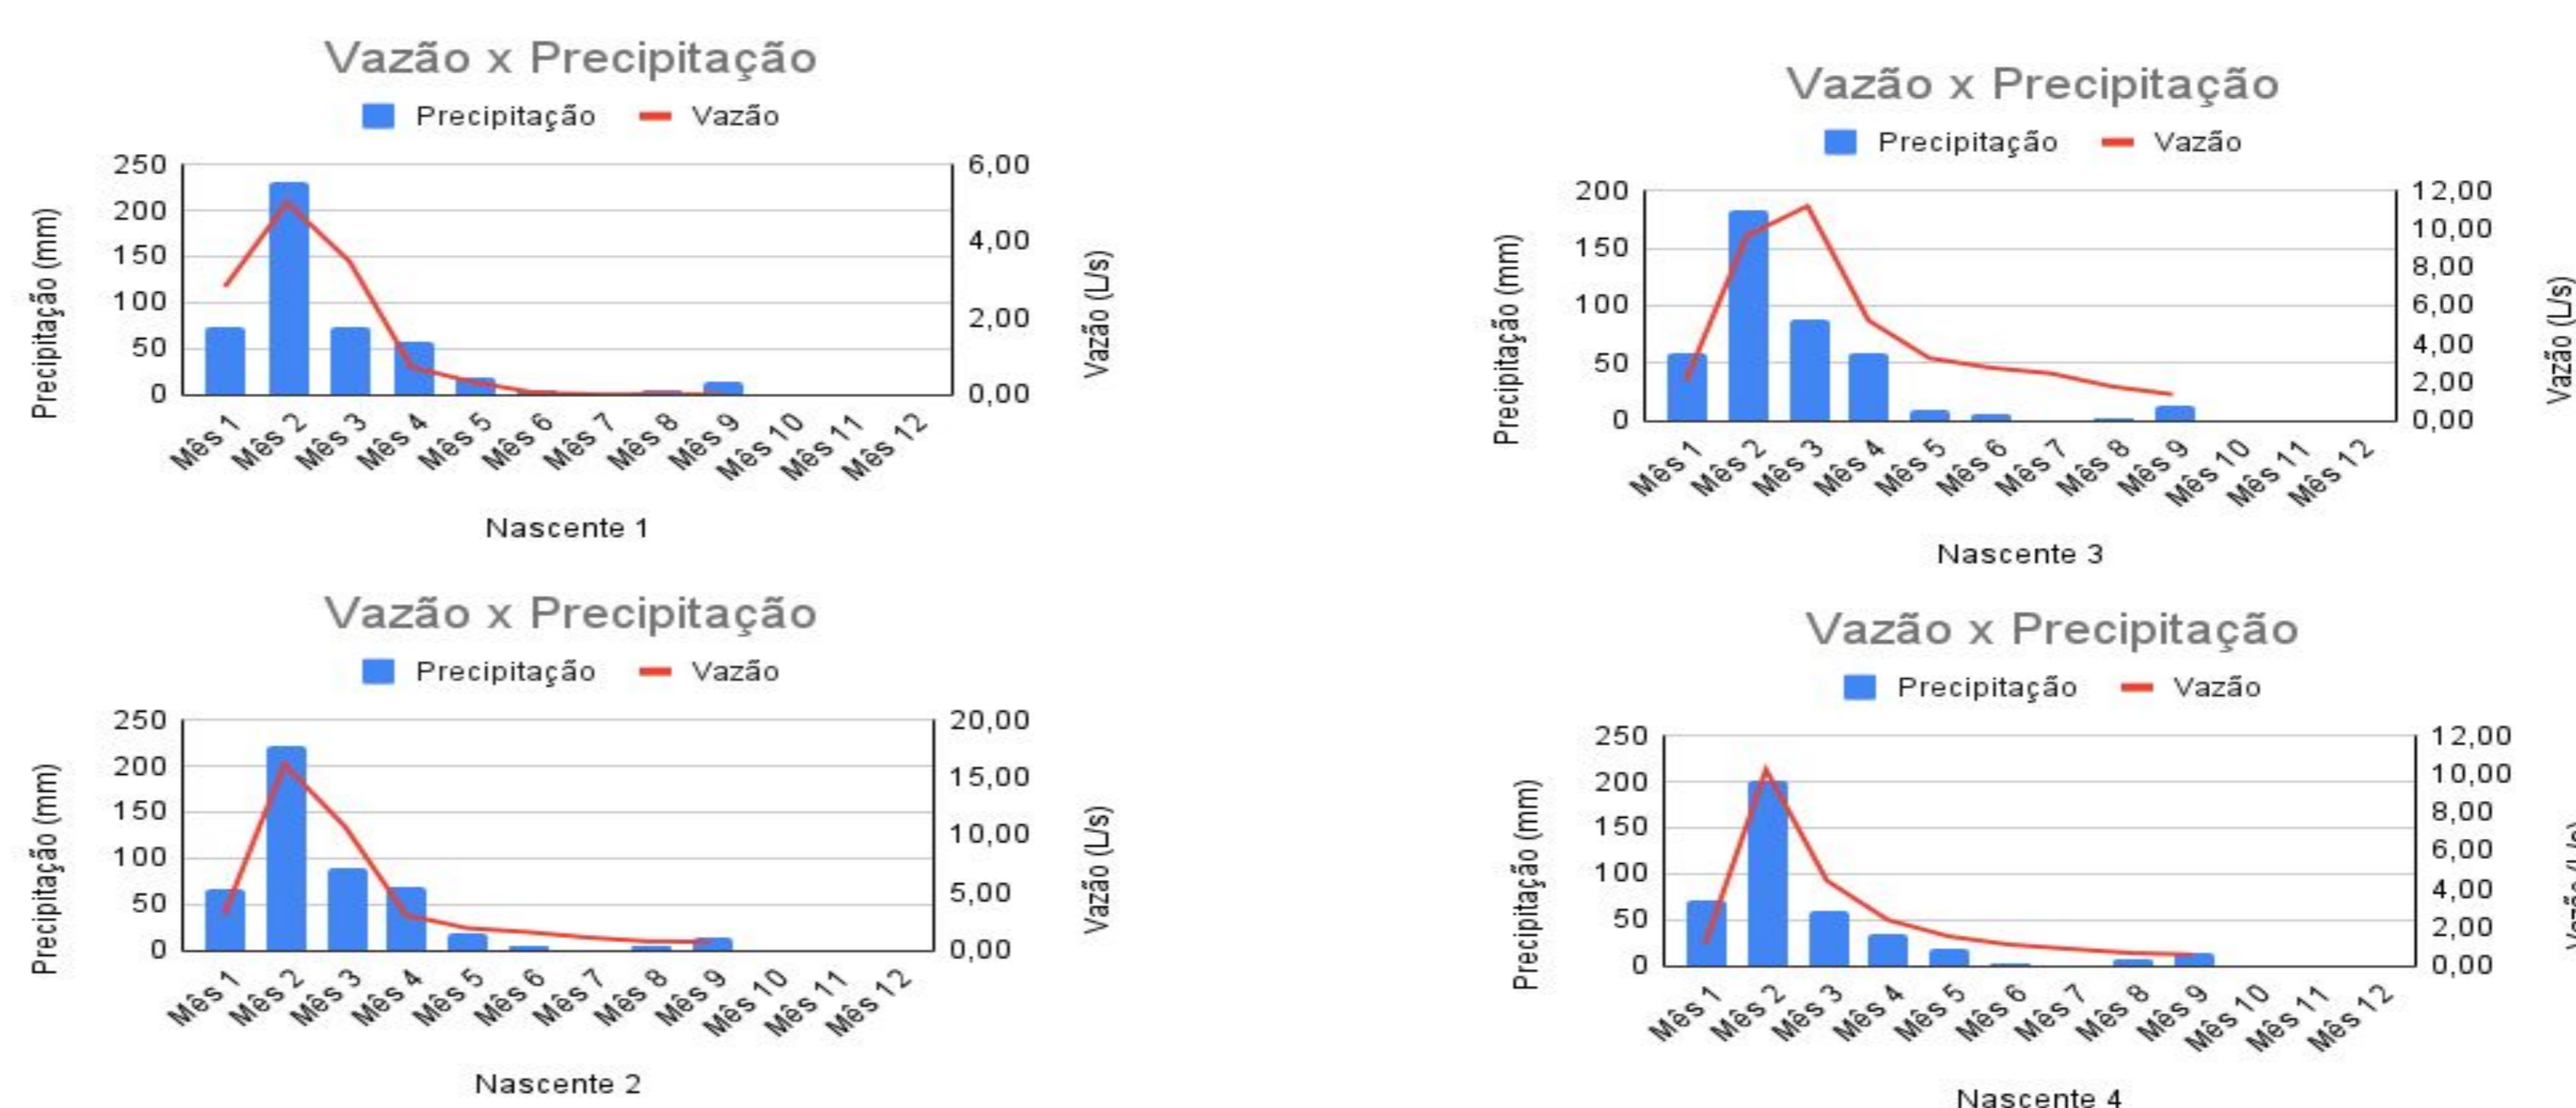 Vazão x Precipitação
Precipitação Vazão
Precipitação (mm)
250
200
150
100
50
0
6,00
4,00
2,00
0,00
Vazão (L/s)
Mês 1 Mês 2 Mês 3 Mês 4 Mês 5 Mês 6 Mês 7 Mês 8 Mês 9 Mês 10 Mês 11 Mês 12
Nascente 1
Vazão x Precipitação
Precipitação Vazão
Precipitação (mm)
200
150
100
50
0
12,00
10,00
8,00
6,00
4,00
2,00
0,00
Vazão (L/s)
Mês 1 Mês 2 Mês 3 Mês 4 Mês 5 Mês 6 Mês 7 Mês 8 Mês 9 Mês 10 Mês 11 Mês 12
Nascente 3
Vazão x Precipitação
Precipitação Vazão
Precipitação (mm)
250
200
150
100
50
0
20,00
15,00
10,00
5,00
0,00
Vazão (L/s)
Mês 1 Mês 2 Mês 3 Mês 4 Mês 5 Mês 6 Mês 7 Mês 8 Mês 9 Mês 10 Mês 11 Mês 12
Nascente 2
Vazão x Precipitação
Precipitação Vazão
Precipitação (mm)
250
200
150
100
50
0
12,00
10,00
8,00
6,00
4,00
2,00
0,00
Mês 1 Mês 2 Mês 3 Mês 4 Mês 5 Mês 6 Mês 7 Mês 8 Mês 9 Mês 10 Mês 11 Mês 12
Nascente 4